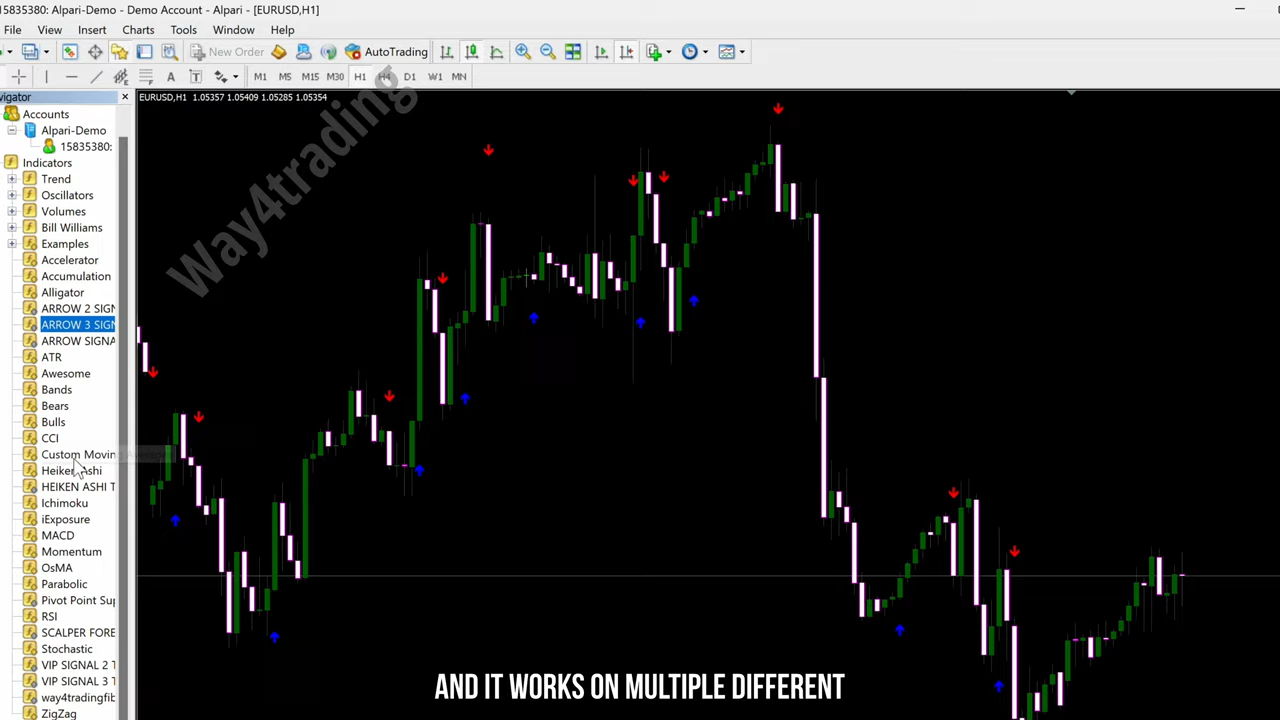 15835380: Alpari-Demo - Demo Account - Alpari - [EURUSD,H1]
File View Insert Charts Tools Window Help
New Order AutoTrading
A T M1 M5 M15 M30 H1 H4 D1 W1 MN
vigator
EURUSD,H1 1.05357 1.05409 1.05285 1.05354
Way4trading
Accounts
Alpari-Demo
15835380:
Indicators
Trend
Oscillators
Volumes
Bill Williams
Examples
Accelerator
Accumulation
Alligator
ARROW 2 SIGN
ARROW 3 SIGN
ARROW SIGNA
ATR
Awesome
Bands
Bears
Bulls
CCI
Custom Moving Average
Heiken Ashi
HEIKEN ASHI T
Ichimoku
iExposure
MACD
Momentum
OsMA
Parabolic
Pivot Point Sup
RSI
SCALPER FORE
Stochastic
VIP SIGNAL 2 T
VIP SIGNAL 3 T
way4tradingfib
ZigZag
AND IT WORKS ON MULTIPLE DIFFERENT